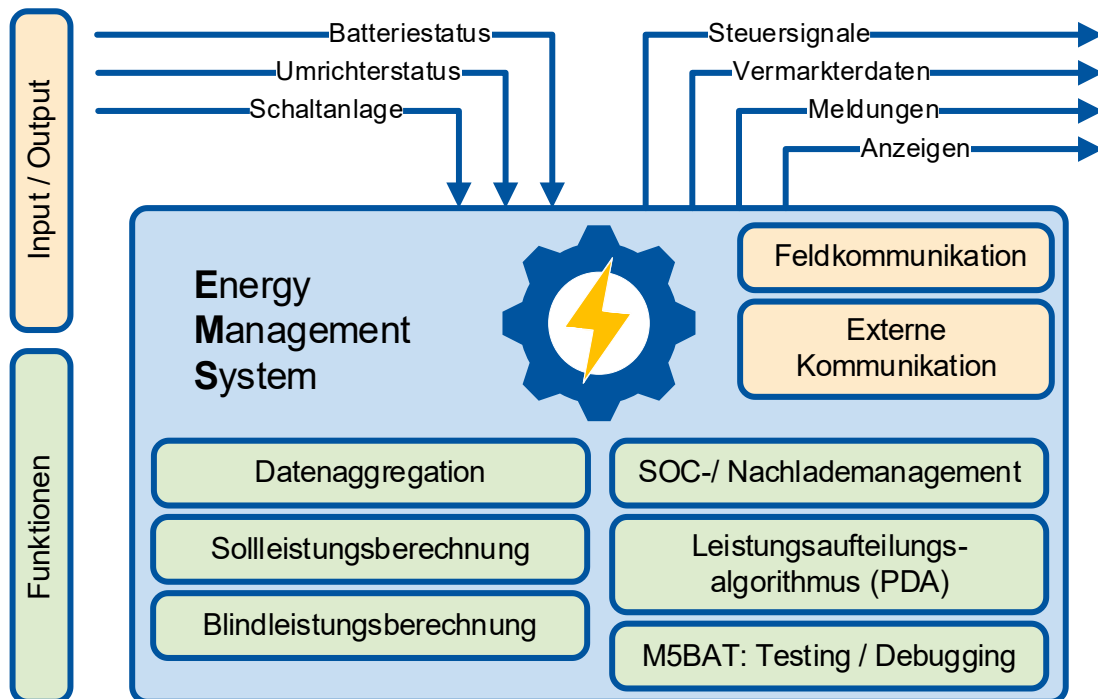 Input / Output
Batteriestatus
Umrichterstatus
Schaltanlage
Steuersignale
Vermarkterdaten
Meldungen
Anzeigen
Energy
Management
System
Feldkommunikation
Externe
Kommunikation
Funktionen
Datenaggregation
Sollleistungsberechnung
Blindleistungsberechnung
SOC-/ Nachlademanagement
Leistungsaufteilungs-
algorithmus (PDA)
M5BAT: Testing / Debugging